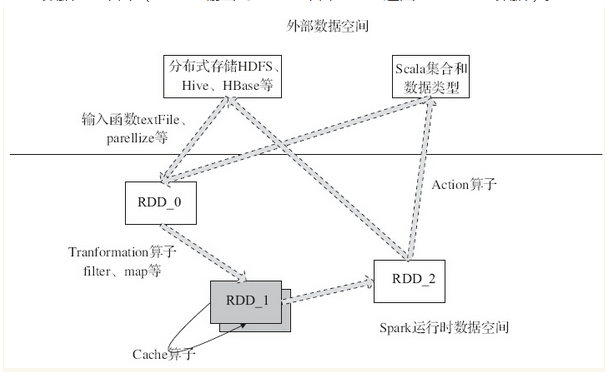 外部数据空间
分布式存储HDFS、
Hive、HBase等
Scala集合和
数据类型
输入函数textFile、
parellize等
Action算子
RDD_0
Tranformation算子
filter、map等
RDD_1
RDD_2
Cache算子
Spark运行时数据空间